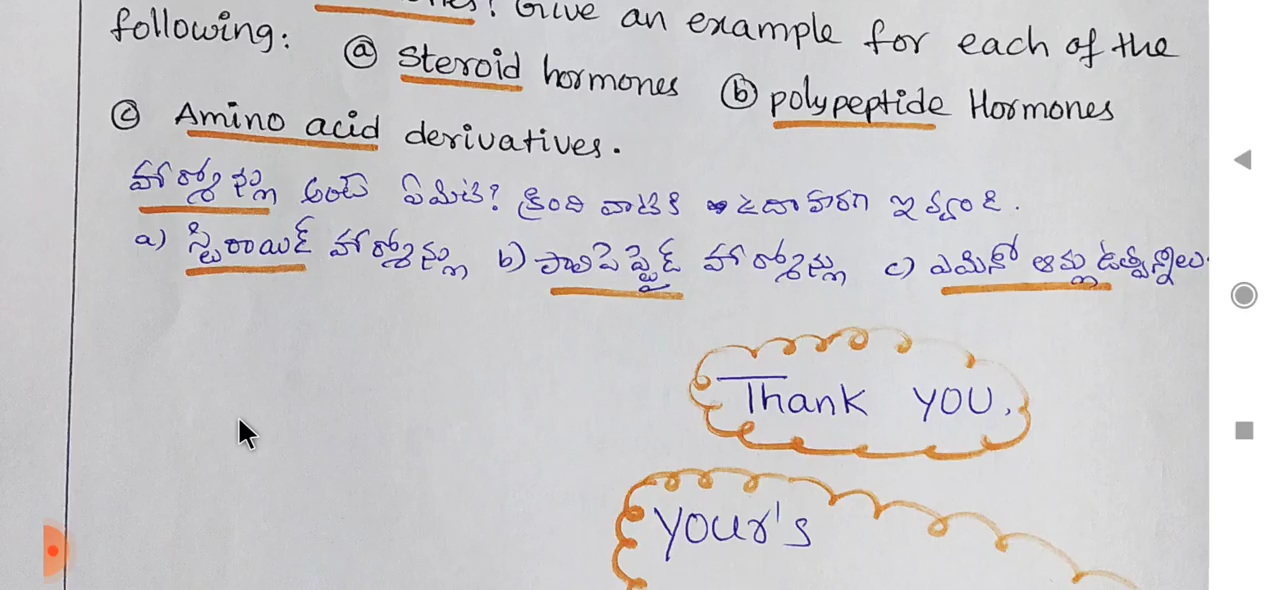 Give an example for each of the
following: ⓐ Steroid hormones ⓑ polypeptide Hormones
ⓒ Amino acid derivatives.
హార్మోన్లు అంటే ఏమిటి? క్రింది వాటికి ఉదాహరణ ఇవ్వండి.
a) స్టిరాయిడ్ హార్మోన్లు b) పాలిపెప్టైడ్ హార్మోన్లు c) ఎమినో ఆమ్ల ఉత్పన్నాలు.
Thank YOU.
your's